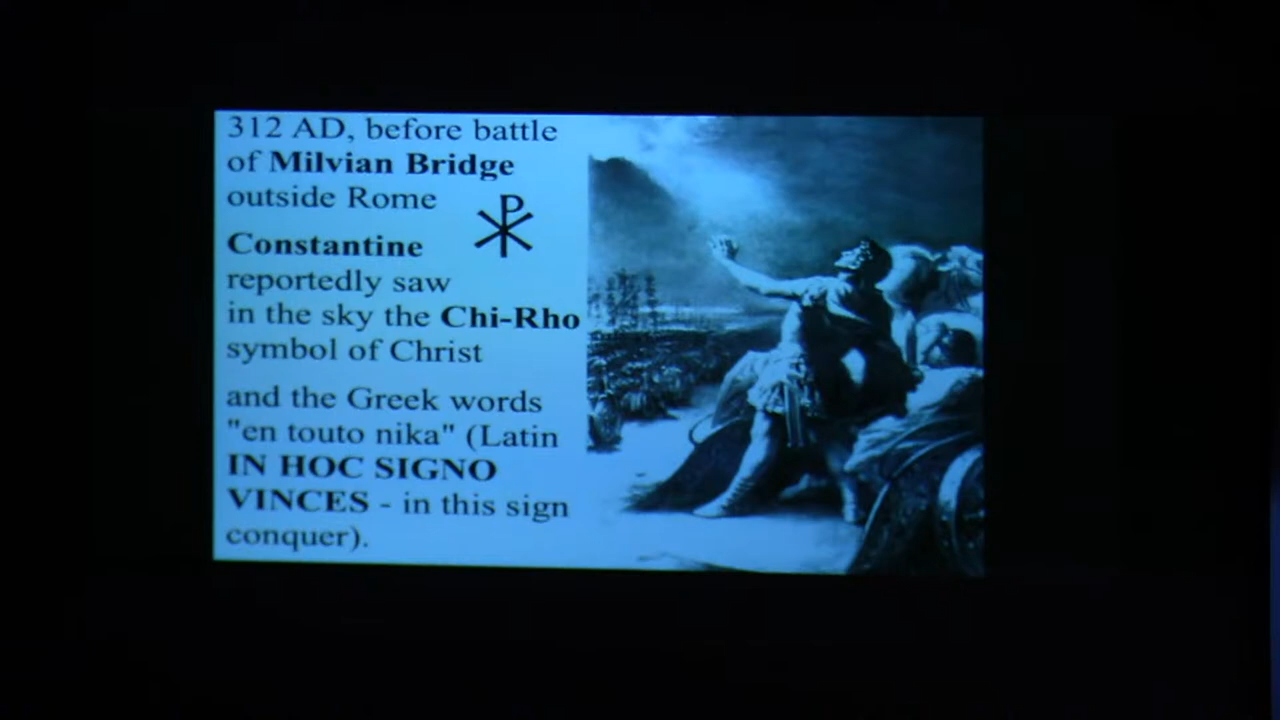 312 AD, before battle
of Milvian Bridge
outside Rome
Constantine
reportedly saw
in the sky the Chi-Rho
symbol of Christ
and the Greek words
"en touto nika" (Latin
IN HOC SIGNO
VINCES - in this sign
conquer).